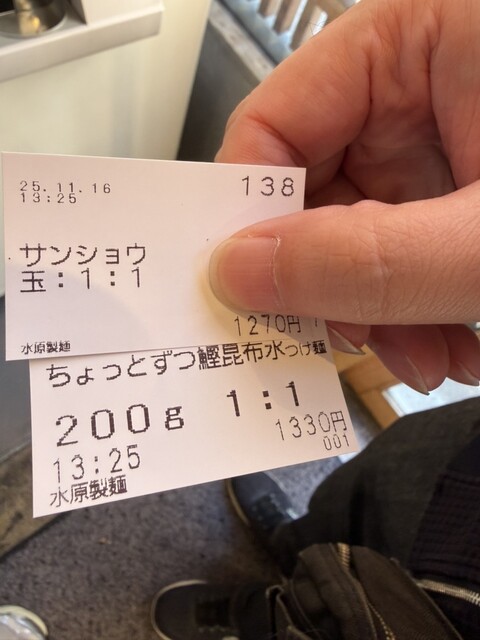 25.11.16
13:25
138
サンショウ
玉:1:1
1270円
水原製麺
ちょっとずつ鰹昆布水つけ麺
200g 1:1
1330円
001
13:25
水原製麺